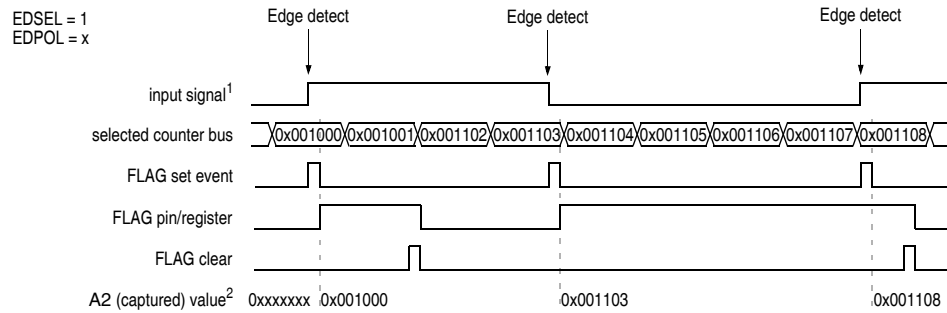 EDSEL = 1
EDPOL = x
Edge detect Edge detect Edge detect
input signal1
selected counter bus 0x001000 0x001001 0x001102 0x001103 0x001104 0x001105 0x001106 0x001107 0x001108
FLAG set event
FLAG pin/register
FLAG clear
A2 (captured) value2 0xxxxxxx 0x001000 0x001103 0x001108